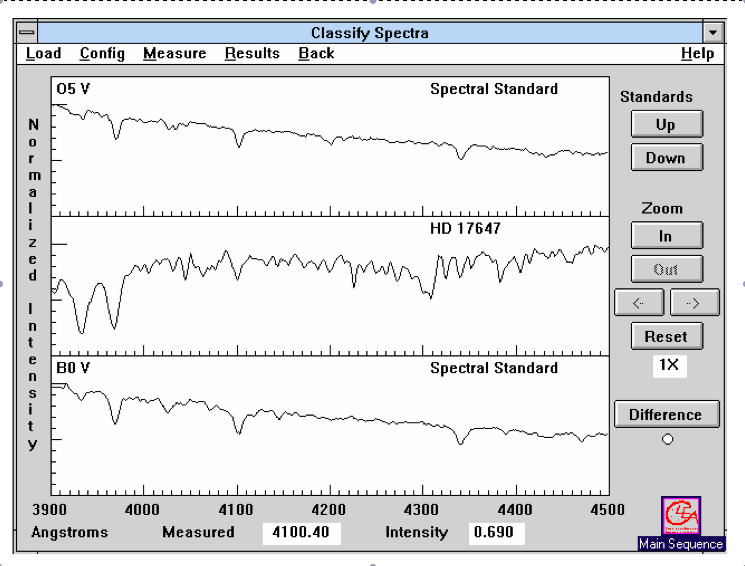 Classify Spectra
Load Config Measure Results Back Help
O5 V Spectral Standard
HD 17647
B0 V Spectral Standard
Normalized Intensity
3900 4000 4100 4200 4300 4400 4500
Angstroms Measured 4100.40 Intensity 0.690
Standards
Up
Down
Zoom
In
Out
<- ->
Reset
1X
Difference
CLEA
Main Sequence